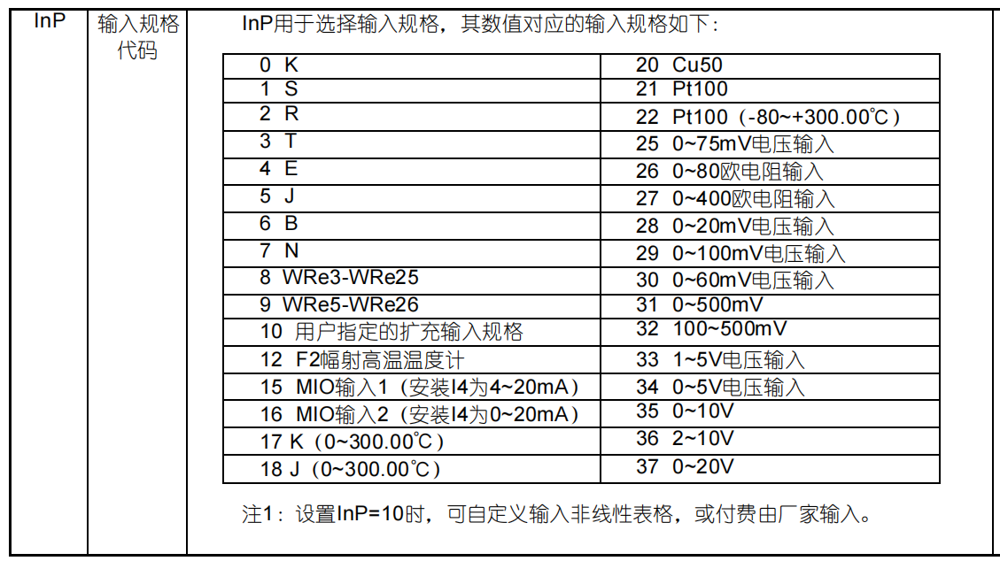 InP
输入规格
代码
InP用于选择输入规格，其数值对应的输入规格如下：
0 K
20 Cu50
1 S
21 Pt100
2 R
22 Pt100（-80~+300.00℃）
3 T
25 0~75mV电压输入
4 E
26 0~80欧电阻输入
5 J
27 0~400欧电阻输入
6 B
28 0~20mV电压输入
7 N
29 0~100mV电压输入
8 WRe3-WRe25
30 0~60mV电压输入
9 WRe5-WRe26
31 0~500mV
10 用户指定的扩充输入规格
32 100~500mV
12 F2幅射高温温度计
33 1~5V电压输入
15 MIO输入1（安装I4为4~20mA）
34 0~5V电压输入
16 MIO输入2（安装I4为0~20mA）
35 0~10V
17 K（0~300.00℃）
36 2~10V
18 J（0~300.00℃）
37 0~20V
注1：设置InP=10时，可自定义输入非线性表格，或付费由厂家输入。